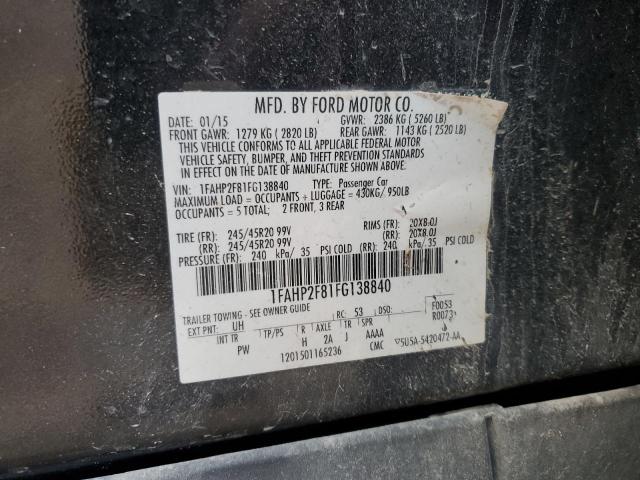 MFD. BY FORD MOTOR CO.
DATE: 01/15 GVWR: 2386 KG ( 5260 LB)
FRONT GAWR: 1279 KG ( 2820 LB) REAR GAWR: 1143 KG ( 2520 LB)
THIS VEHICLE CONFORMS TO ALL APPLICABLE FEDERAL MOTOR
VEHICLE SAFETY, BUMPER, AND THEFT PREVENTION STANDARDS
IN EFFECT ON THE DATE OF MANUFACTURE SHOWN ABOVE.
VIN: 1FAHP2F81FG138840 TYPE: Passenger Car
MAXIMUM LOAD = OCCUPANTS + LUGGAGE = 430KG/ 950LB
OCCUPANTS = 5 TOTAL; 2 FRONT, 3 REAR
TIRE (FR): 245/45R20 99V RIMS (FR): 20X8.0J
(RR): 245/45R20 99V (RR): 20X8.0J
PRESSURE (FR): 240 kPa/ 35 PSI COLD (RR): 240 kPa/ 35 PSI COLD
1FAHP2F81FG138840
TRAILER TOWING - SEE OWNER GUIDE RC: 53 DSO: F0053
EXT PNT: UH R0073
INT TR TP/PS R AXLE TR SPR
PW H 2A J AAAA
1201501165236 CMC ▽5U5A-5420472-AA